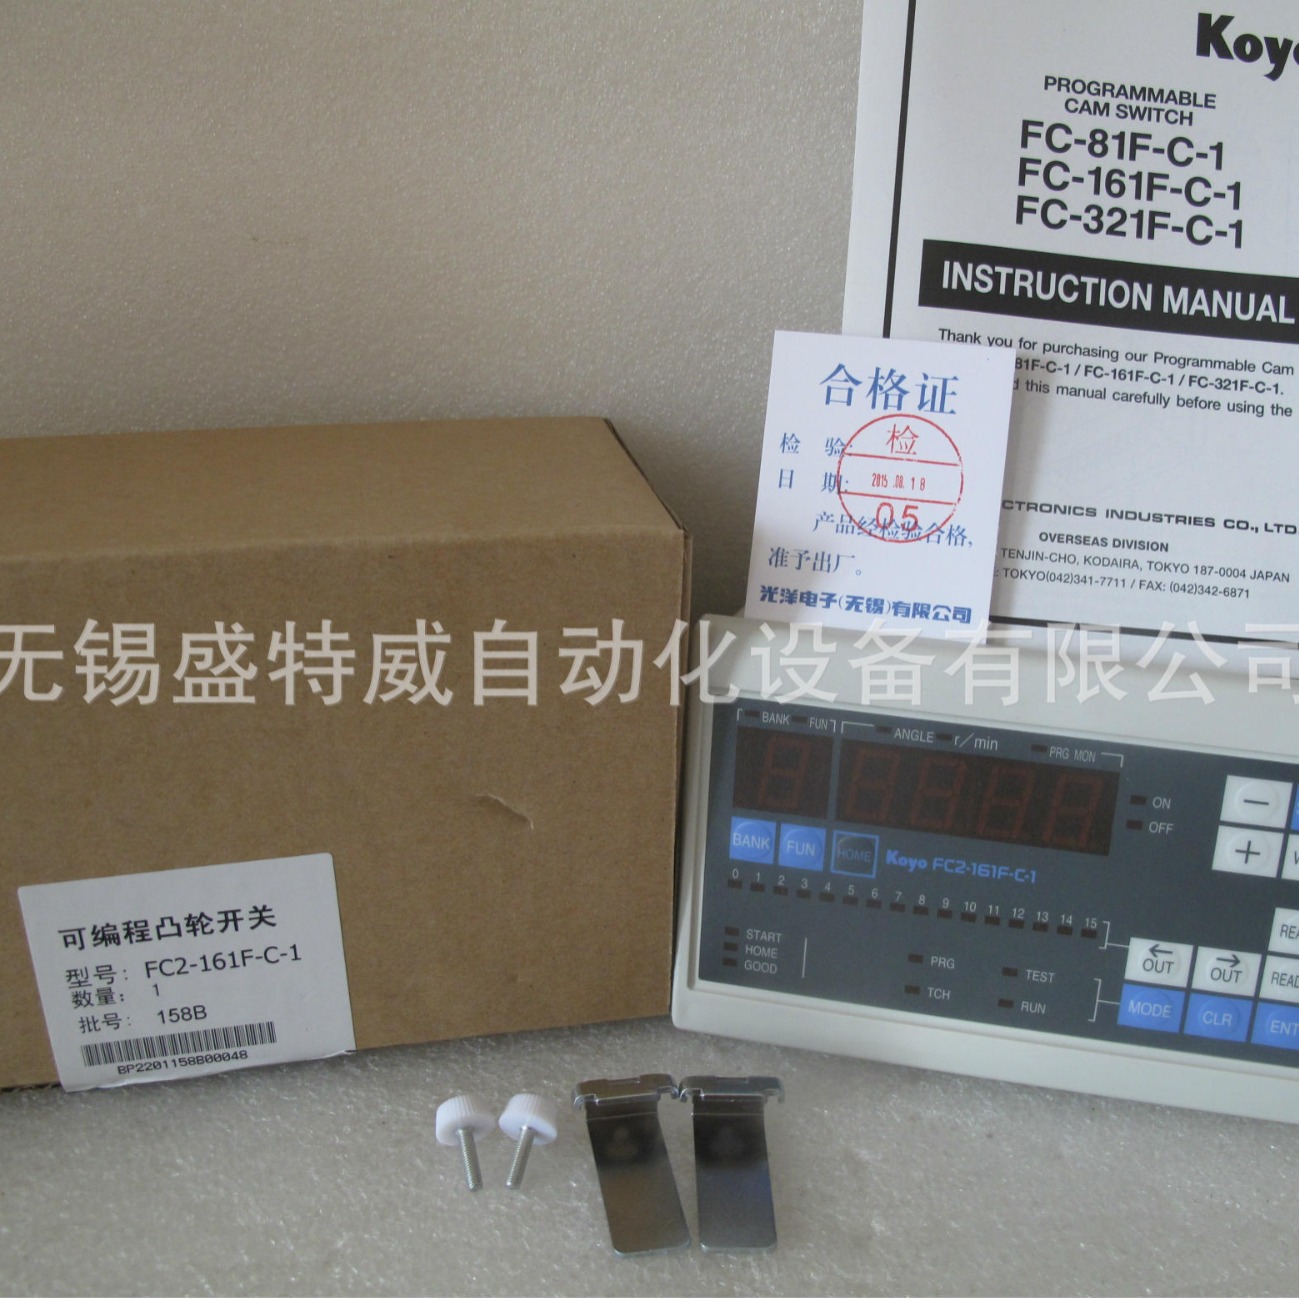 Koyo
PROGRAMMABLE
CAM SWITCH
FC-81F-C-1
FC-161F-C-1
FC-321F-C-1
INSTRUCTION MANUAL
Thank you for purchasing our Programmable Cam
81F-C-1 / FC-161F-C-1 / FC-321F-C-1.
this manual carefully before using the
CTRONICS INDUSTRIES CO., LTD
OVERSEAS DIVISION
TENJIN-CHO, KODAIRA, TOKYO 187-0004 JAPAN
: TOKYO(042)341-7711 / FAX: (042)342-6871
合格证
检 验:
检
日 期:
2015.08.18
05
产品经检验合格,
准予出厂。
光洋电子(无锡)有限公司
无锡盛特威自动化设备有限公司
BANK FUN ANGLE r/min PRG MON
ON
OFF
BANK FUN HOME Koyo FC2-161F-C-1
0 1 2 3 4 5 6 7 8 9 10 11 12 13 14 15
START
HOME
GOOD
PRG TEST
TCH RUN
OUT OUT
MODE CLR
可编程凸轮开关
型号: FC2-161F-C-1
数量: 1
批号: 158B
BP2201158B00048